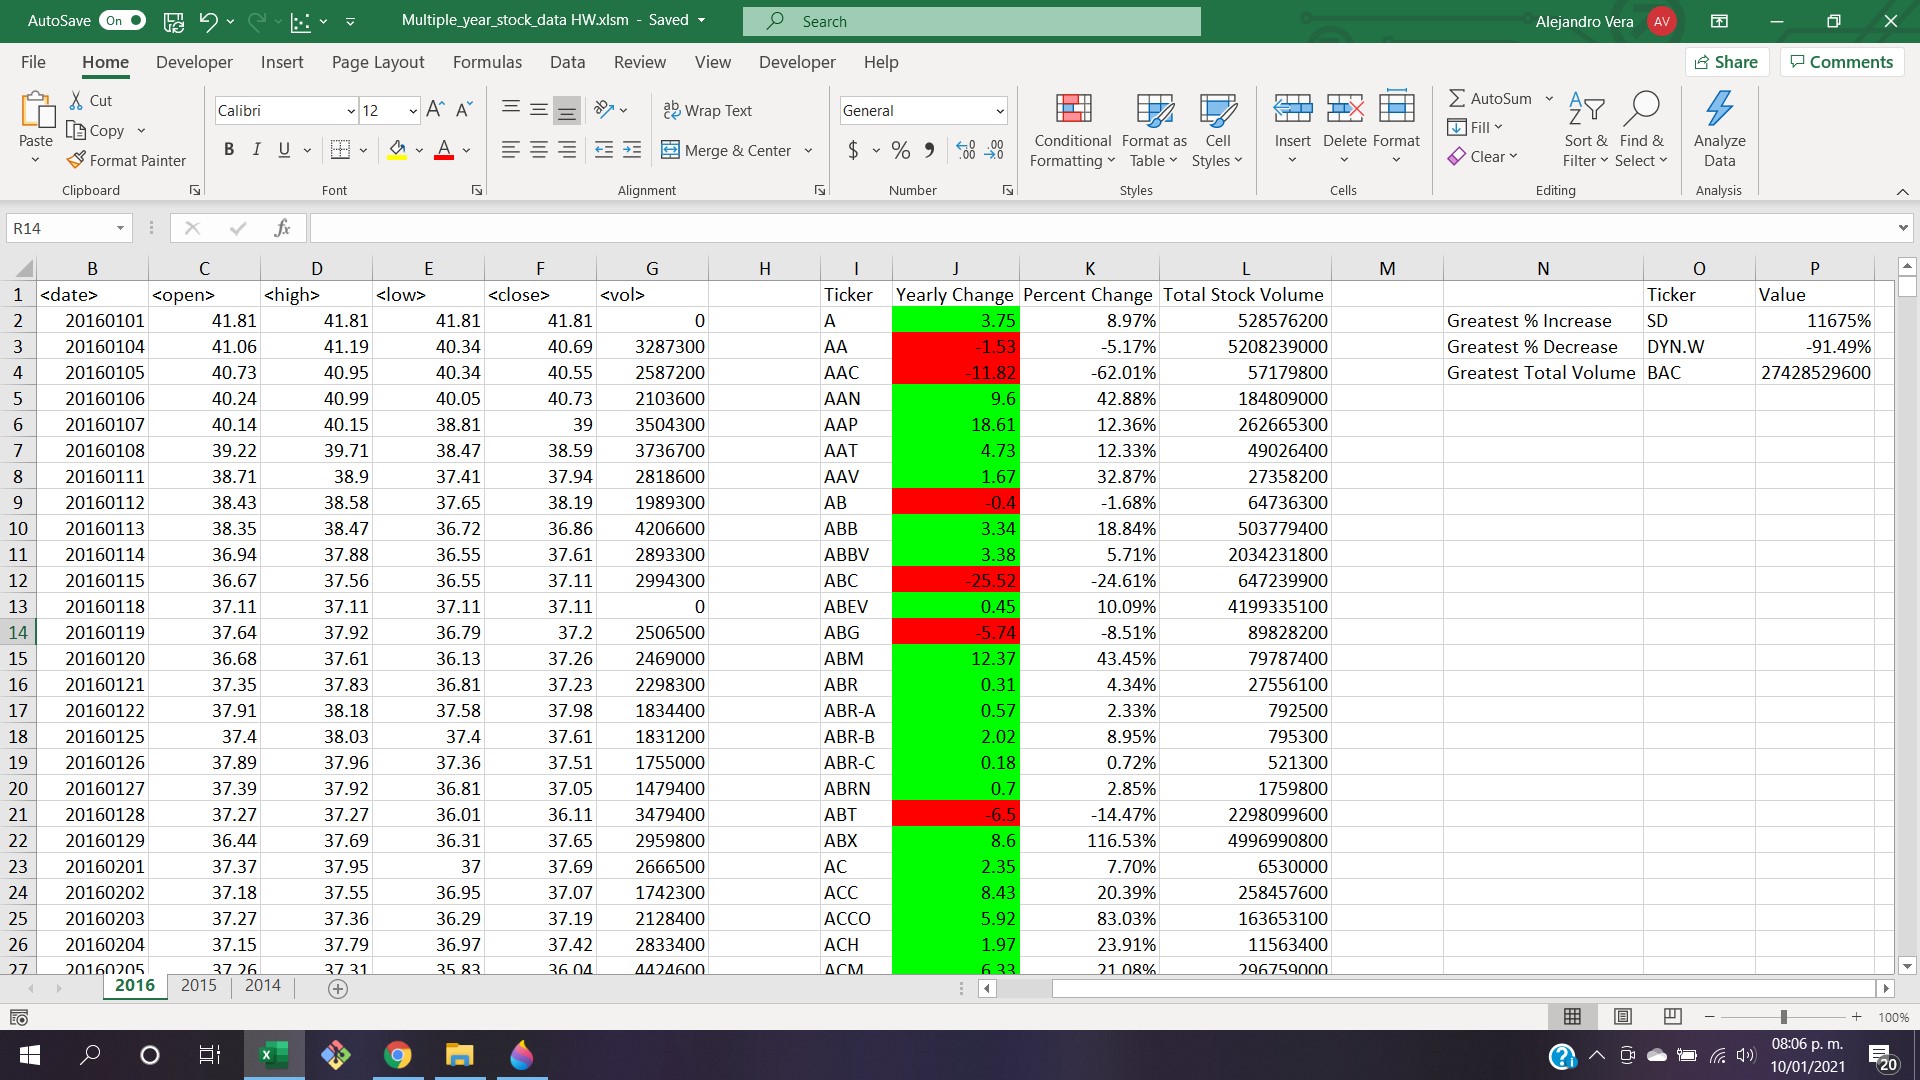 AutoSave On Multiple_year_stock_data HW.xlsm - Saved Search Alejandro Vera AV
File Home Developer Insert Page Layout Formulas Data Review View Developer Help Share Comments
Paste Cut Copy Format Painter Clipboard
Calibri 12 A A B I U A Font
ab Wrap Text Merge & Center Alignment
General $ % 9 .00 .00 Number
Conditional Formatting Format as Table Cell Styles Styles
Insert Delete Format Cells
AutoSum Fill Clear Sort & Filter Find & Select Editing
Analyze Data Analysis
R14 fx
B C D E F G H I J K L M N O P
1 <date> <open> <high> <low> <close> <vol> Ticker Yearly Change Percent Change Total Stock Volume Ticker Value
2 20160101 41.81 41.81 41.81 41.81 0 A 3.75 8.97% 528576200 Greatest % Increase SD 11675%
3 20160104 41.06 41.19 40.34 40.69 3287300 AA -1.53 -5.17% 5208239000 Greatest % Decrease DYN.W -91.49%
4 20160105 40.73 40.95 40.34 40.55 2587200 AAC -11.82 -62.01% 57179800 Greatest Total Volume BAC 27428529600
5 20160106 40.24 40.99 40.05 40.73 2103600 AAN 9.6 42.88% 184809000
6 20160107 40.14 40.15 38.81 39 3504300 AAP 18.61 12.36% 262665300
7 20160108 39.22 39.71 38.47 38.59 3736700 AAT 4.73 12.33% 49026400
8 20160111 38.71 38.9 37.41 37.94 2818600 AAV 1.67 32.87% 27358200
9 20160112 38.43 38.58 37.65 38.19 1989300 AB -0.4 -1.68% 64736300
10 20160113 38.35 38.47 36.72 36.86 4206600 ABB 3.34 18.84% 503779400
11 20160114 36.94 37.88 36.55 37.61 2893300 ABBV 3.38 5.71% 2034231800
12 20160115 36.67 37.56 36.55 37.11 2994300 ABC -25.52 -24.61% 647239900
13 20160118 37.11 37.11 37.11 37.11 0 ABEV 0.45 10.09% 4199335100
14 20160119 37.64 37.92 36.79 37.2 2506500 ABG -5.74 -8.51% 89828200
15 20160120 36.68 37.61 36.13 37.26 2469000 ABM 12.37 43.45% 79787400
16 20160121 37.35 37.83 36.81 37.23 2298300 ABR 0.31 4.34% 27556100
17 20160122 37.91 38.18 37.58 37.98 1834400 ABR-A 0.57 2.33% 792500
18 20160125 37.4 38.03 37.4 37.61 1831200 ABR-B 2.02 8.95% 795300
19 20160126 37.89 37.96 37.36 37.51 1755000 ABR-C 0.18 0.72% 521300
20 20160127 37.39 37.92 36.81 37.05 1479400 ABRN 0.7 2.85% 1759800
21 20160128 37.27 37.27 36.01 36.11 3479400 ABT -6.5 -14.47% 2298099600
22 20160129 36.44 37.69 36.31 37.65 2959800 ABX 8.6 116.53% 4996990800
23 20160201 37.37 37.95 37 37.69 2666500 AC 2.35 7.70% 6530000
24 20160202 37.18 37.55 36.95 37.07 1742300 ACC 8.43 20.39% 258457600
25 20160203 37.27 37.36 36.29 37.19 2128400 ACCO 5.92 83.03% 163653100
26 20160204 37.15 37.79 36.97 37.42 2833400 ACH 1.97 23.91% 11563400
27 20160205 37.26 37.31 35.83 36.04 4424600 ACM 6.33 21.08% 296759000
2016 2015 2014
100%
08:06 p. m.
10/01/2021
20